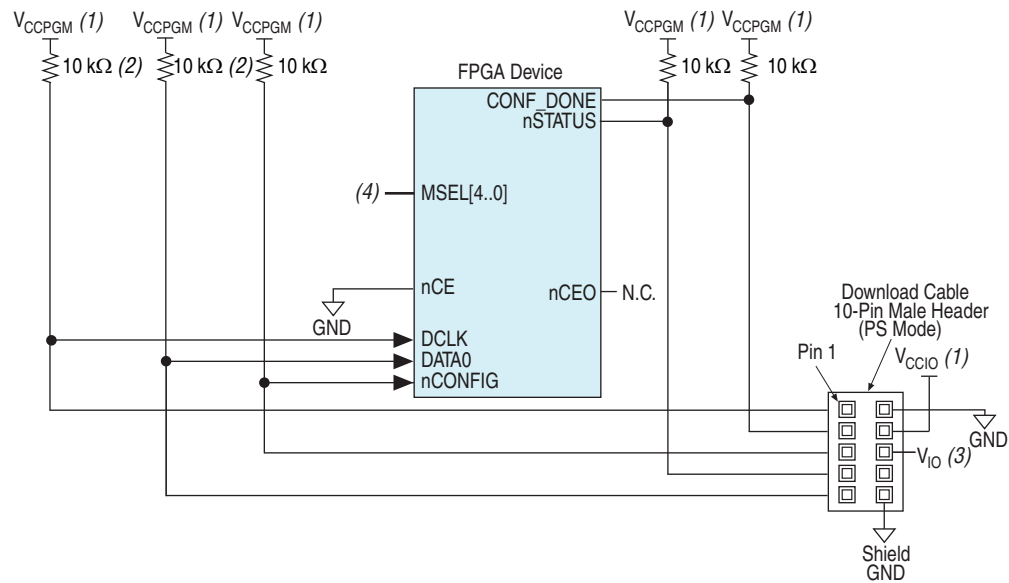 VCCPGM (1) VCCPGM (1) VCCPGM (1) VCCPGM (1) VCCPGM (1)
10 kΩ (2) 10 kΩ (2) 10 kΩ 10 kΩ 10 kΩ
FPGA Device
CONF_DONE
nSTATUS
(4) MSEL[4..0]
nCE
nCEO N.C.
GND
DCLK
DATA0
nCONFIG
Download Cable
10-Pin Male Header
(PS Mode)
Pin 1
VCCIO (1)
GND
VIO (3)
Shield
GND